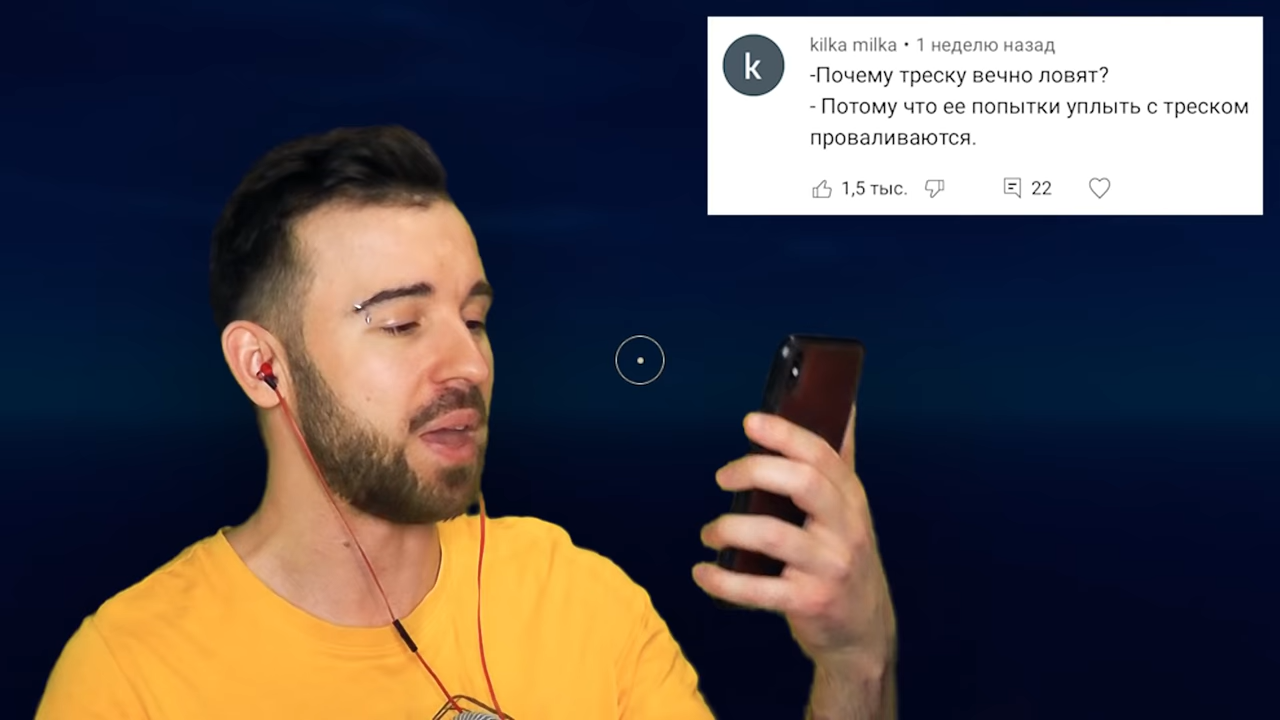 k
kilka milka • 1 неделю назад
-Почему треску вечно ловят?
- Потому что ее попытки уплыть с треском
проваливаются.
1,5 тыс. 22